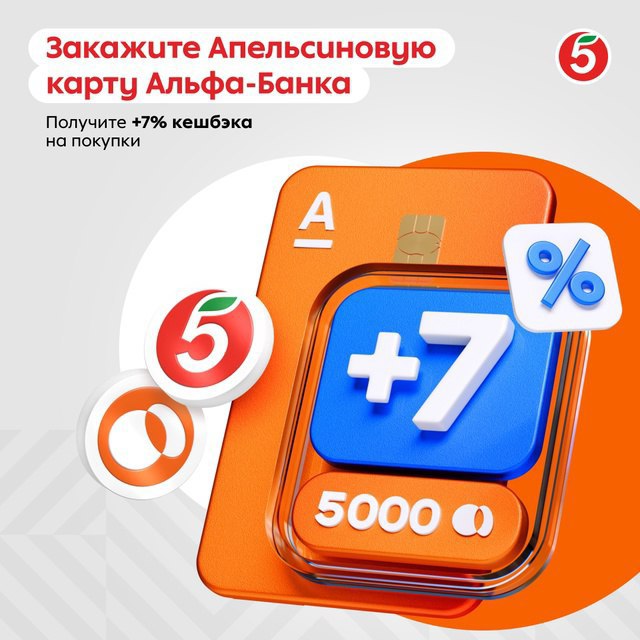 Закажите Апельсиновую
карту Альфа-Банка
5
Получите +7% кешбэка
на покупки
А
%
5
+7
5000